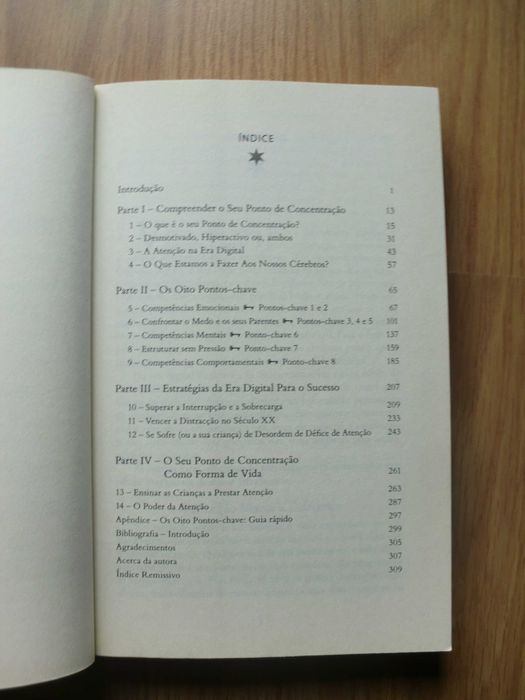 ÍNDICE
Introdução 1
Parte I – Compreender o Seu Ponto de Concentração 13
1 – O que é o seu Ponto de Concentração? 15
2 – Desmotivado, Hiperactivo ou, ambos 31
3 – A Atenção na Era Digital 43
4 – O Que Estamos a Fazer Aos Nossos Cérebros? 57
Parte II – Os Oito Pontos-chave 65
5 – Competências Emocionais Pontos-chave 1 e 2 67
6 – Confrontar o Medo e os seus Parentes Pontos-chave 3, 4 e 5 101
7 – Competências Mentais Ponto-chave 6 137
8 – Estruturar sem Pressão Ponto-chave 7 159
9 – Competências Comportamentais Ponto-chave 8 185
Parte III – Estratégias da Era Digital Para o Sucesso 207
10 – Superar a Interrupção e a Sobrecarga 209
11 – Vencer a Distracção no Século XX 233
12 – Se Sofre (ou a sua criança) de Desordem de Défice de Atenção 243
Parte IV – O Seu Ponto de Concentração
Como Forma de Vida 261
13 – Ensinar as Crianças a Prestar Atenção 263
14 – O Poder da Atenção 287
Apêndice – Os Oito Pontos-chave: Guia rápido 297
Bibliografia – Introdução 299
Agradecimentos 305
Acerca da autora 307
Índice Remissivo 309